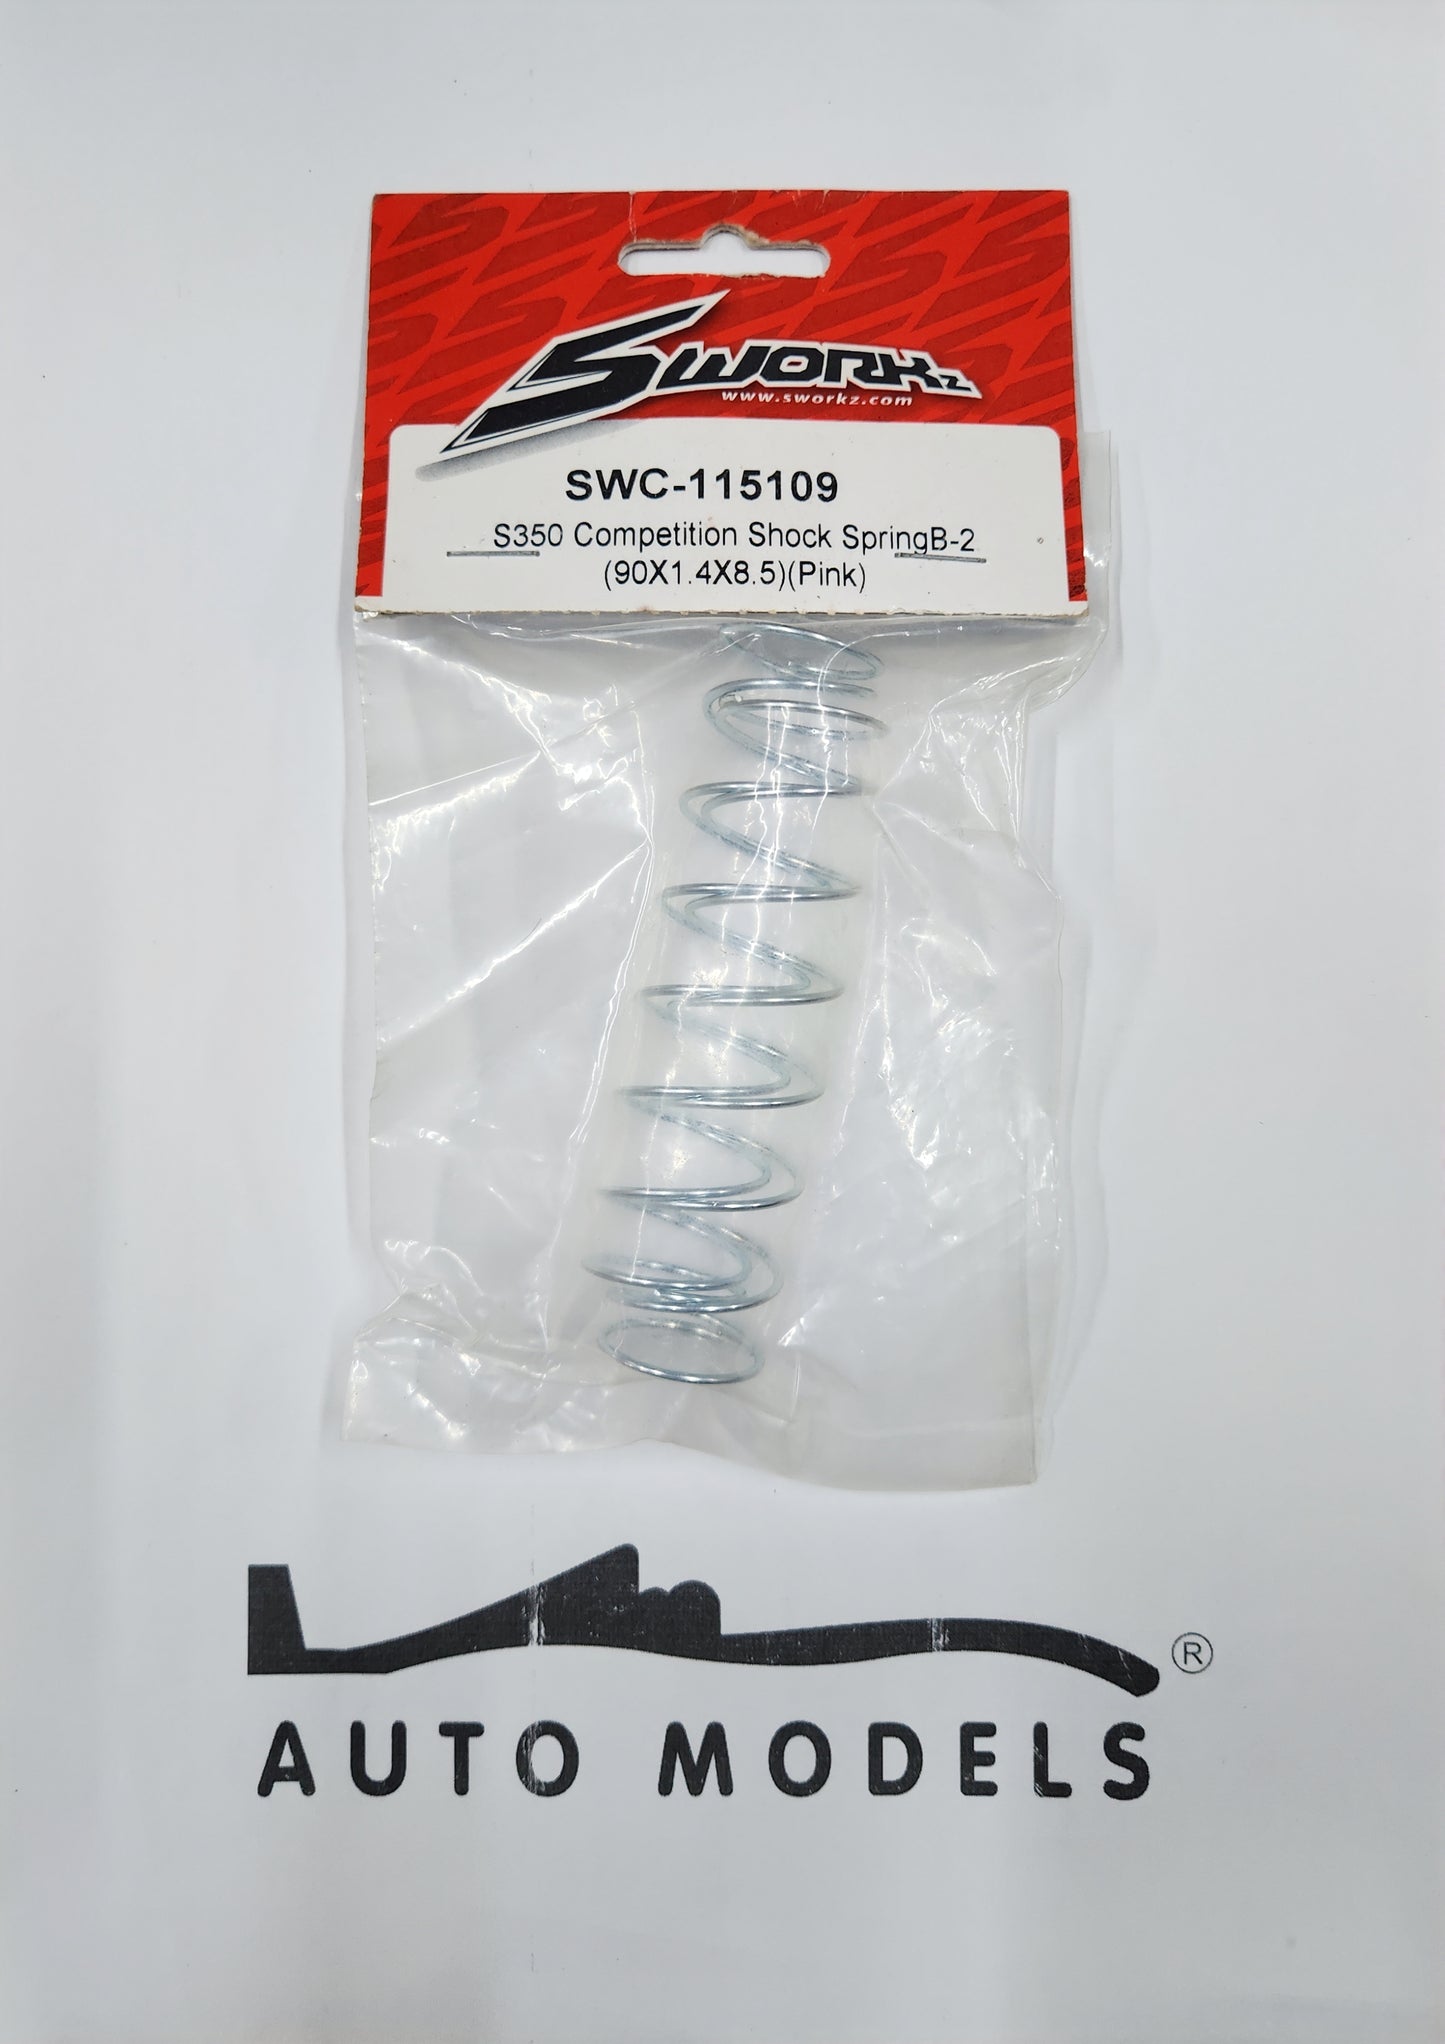 SWORKz
www.sworkz.com
SWC-115109
S350 Competition Shock SpringB-2
(90X1.4X8.5)(Pink)
®
AUTO MODELS